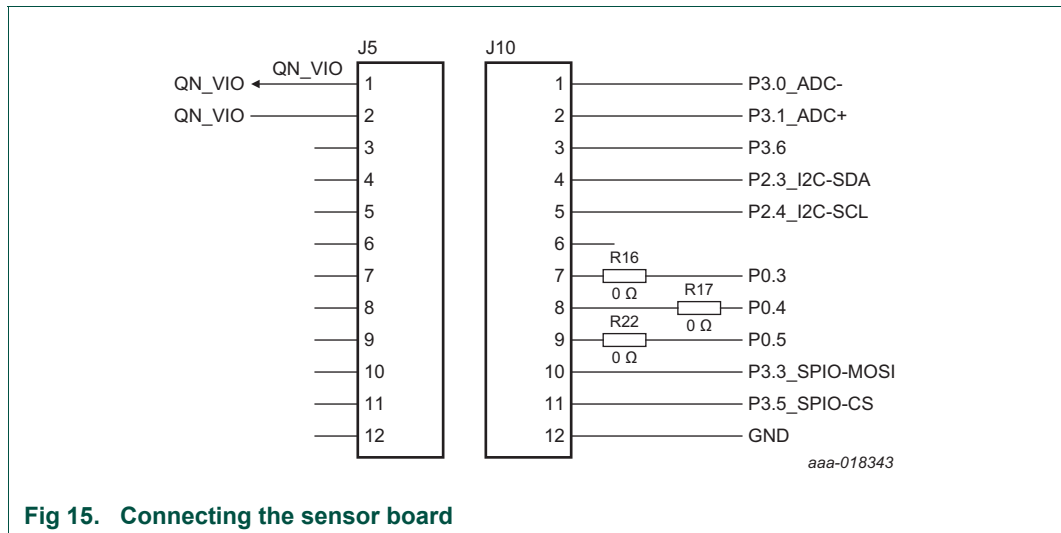 J5
J10
QN_VIO
QN_VIO
1
1
P3.0_ADC-
QN_VIO
2
2
P3.1_ADC+
3
3
P3.6
4
4
P2.3_I2C-SDA
5
5
P2.4_I2C-SCL
6
6
R16
7
7
P0.3
0 Ω
R17
8
8
P0.4
R22
0 Ω
9
9
P0.5
0 Ω
10
10
P3.3_SPIO-MOSI
11
11
P3.5_SPIO-CS
12
12
GND
aaa-018343
Fig 15. Connecting the sensor board